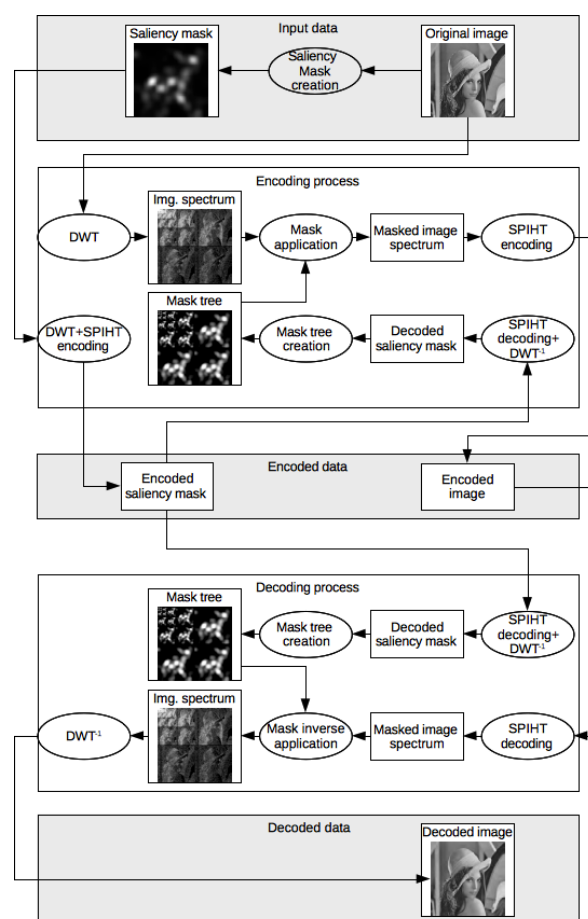 Input data
Saliency mask
Original image
Saliency
Mask
creation
Encoding process
Img. spectrum
DWT
Mask
application
Masked image
spectrum
SPIHT
encoding
Mask tree
DWT+SPIHT
encoding
Mask tree
creation
Decoded
saliency mask
SPIHT
decoding+
DWT⁻¹
Encoded data
Encoded
saliency mask
Encoded
image
Decoding process
Mask tree
Mask tree
creation
Decoded
saliency mask
SPIHT
decoding+
DWT⁻¹
Img. spectrum
DWT⁻¹
Mask inverse
application
Masked image
spectrum
SPIHT
decoding
Decoded data
Decoded image